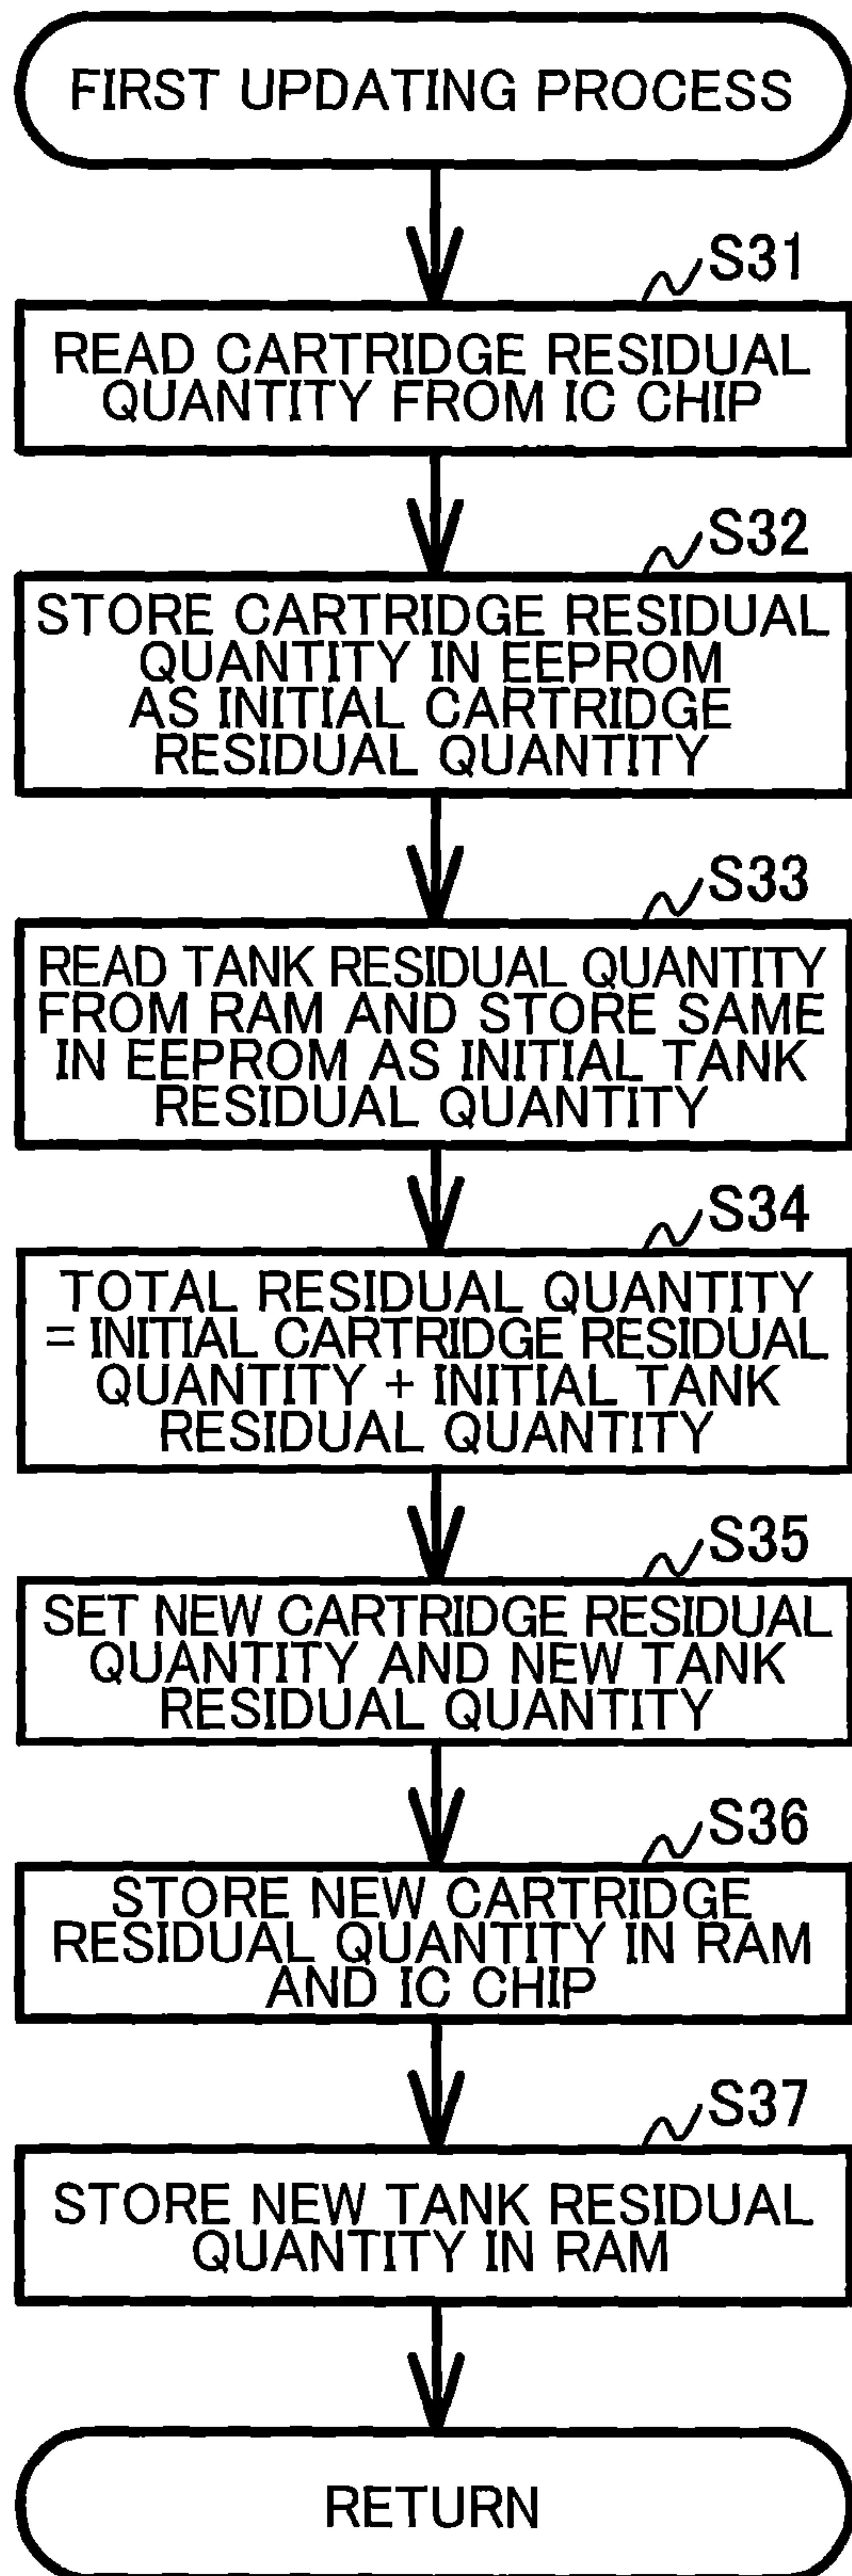 FIRST UPDATING PROCESS
S31
READ CARTRIDGE RESIDUAL
QUANTITY FROM IC CHIP
S32
STORE CARTRIDGE RESIDUAL
QUANTITY IN EEPROM
AS INITIAL CARTRIDGE
RESIDUAL QUANTITY
S33
READ TANK RESIDUAL QUANTITY
FROM RAM AND STORE SAME
IN EEPROM AS INITIAL TANK
RESIDUAL QUANTITY
S34
TOTAL RESIDUAL QUANTITY
= INITIAL CARTRIDGE RESIDUAL
QUANTITY + INITIAL TANK
RESIDUAL QUANTITY
S35
SET NEW CARTRIDGE RESIDUAL
QUANTITY AND NEW TANK
RESIDUAL QUANTITY
S36
STORE NEW CARTRIDGE
RESIDUAL QUANTITY IN RAM
AND IC CHIP
S37
STORE NEW TANK RESIDUAL
QUANTITY IN RAM
RETURN